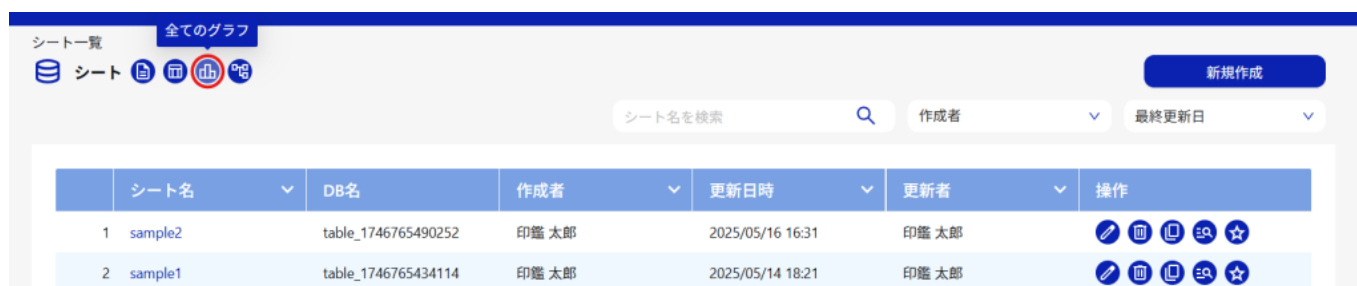 全てのグラフ
シート一覧
シート
新規作成
シート名を検索 作成者 最終更新日
シート名 DB名 作成者 更新日時 更新者 操作
1 sample2 table_1746765490252 印鑑 太郎 2025/05/16 16:31 印鑑 太郎
2 sample1 table_1746765434114 印鑑 太郎 2025/05/14 18:21 印鑑 太郎